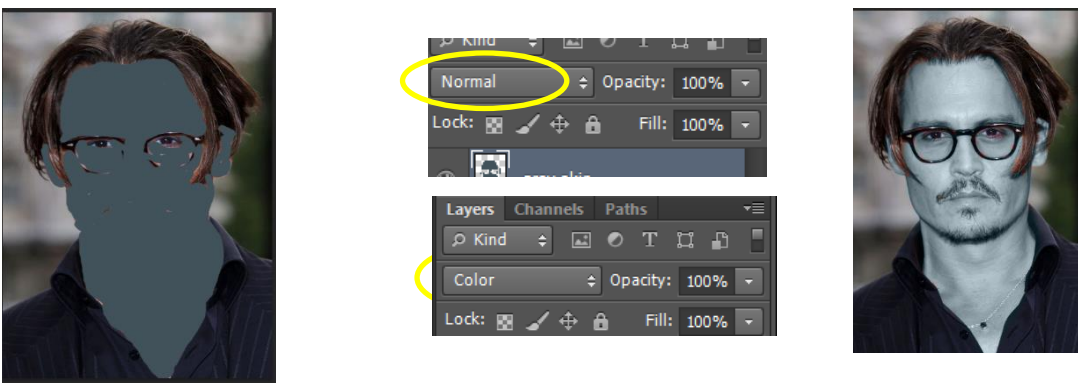 Kind
Normal Opacity: 100%
Lock: Fill: 100%
Layers Channels Paths
Kind T
Color Opacity: 100%
Lock: Fill: 100%